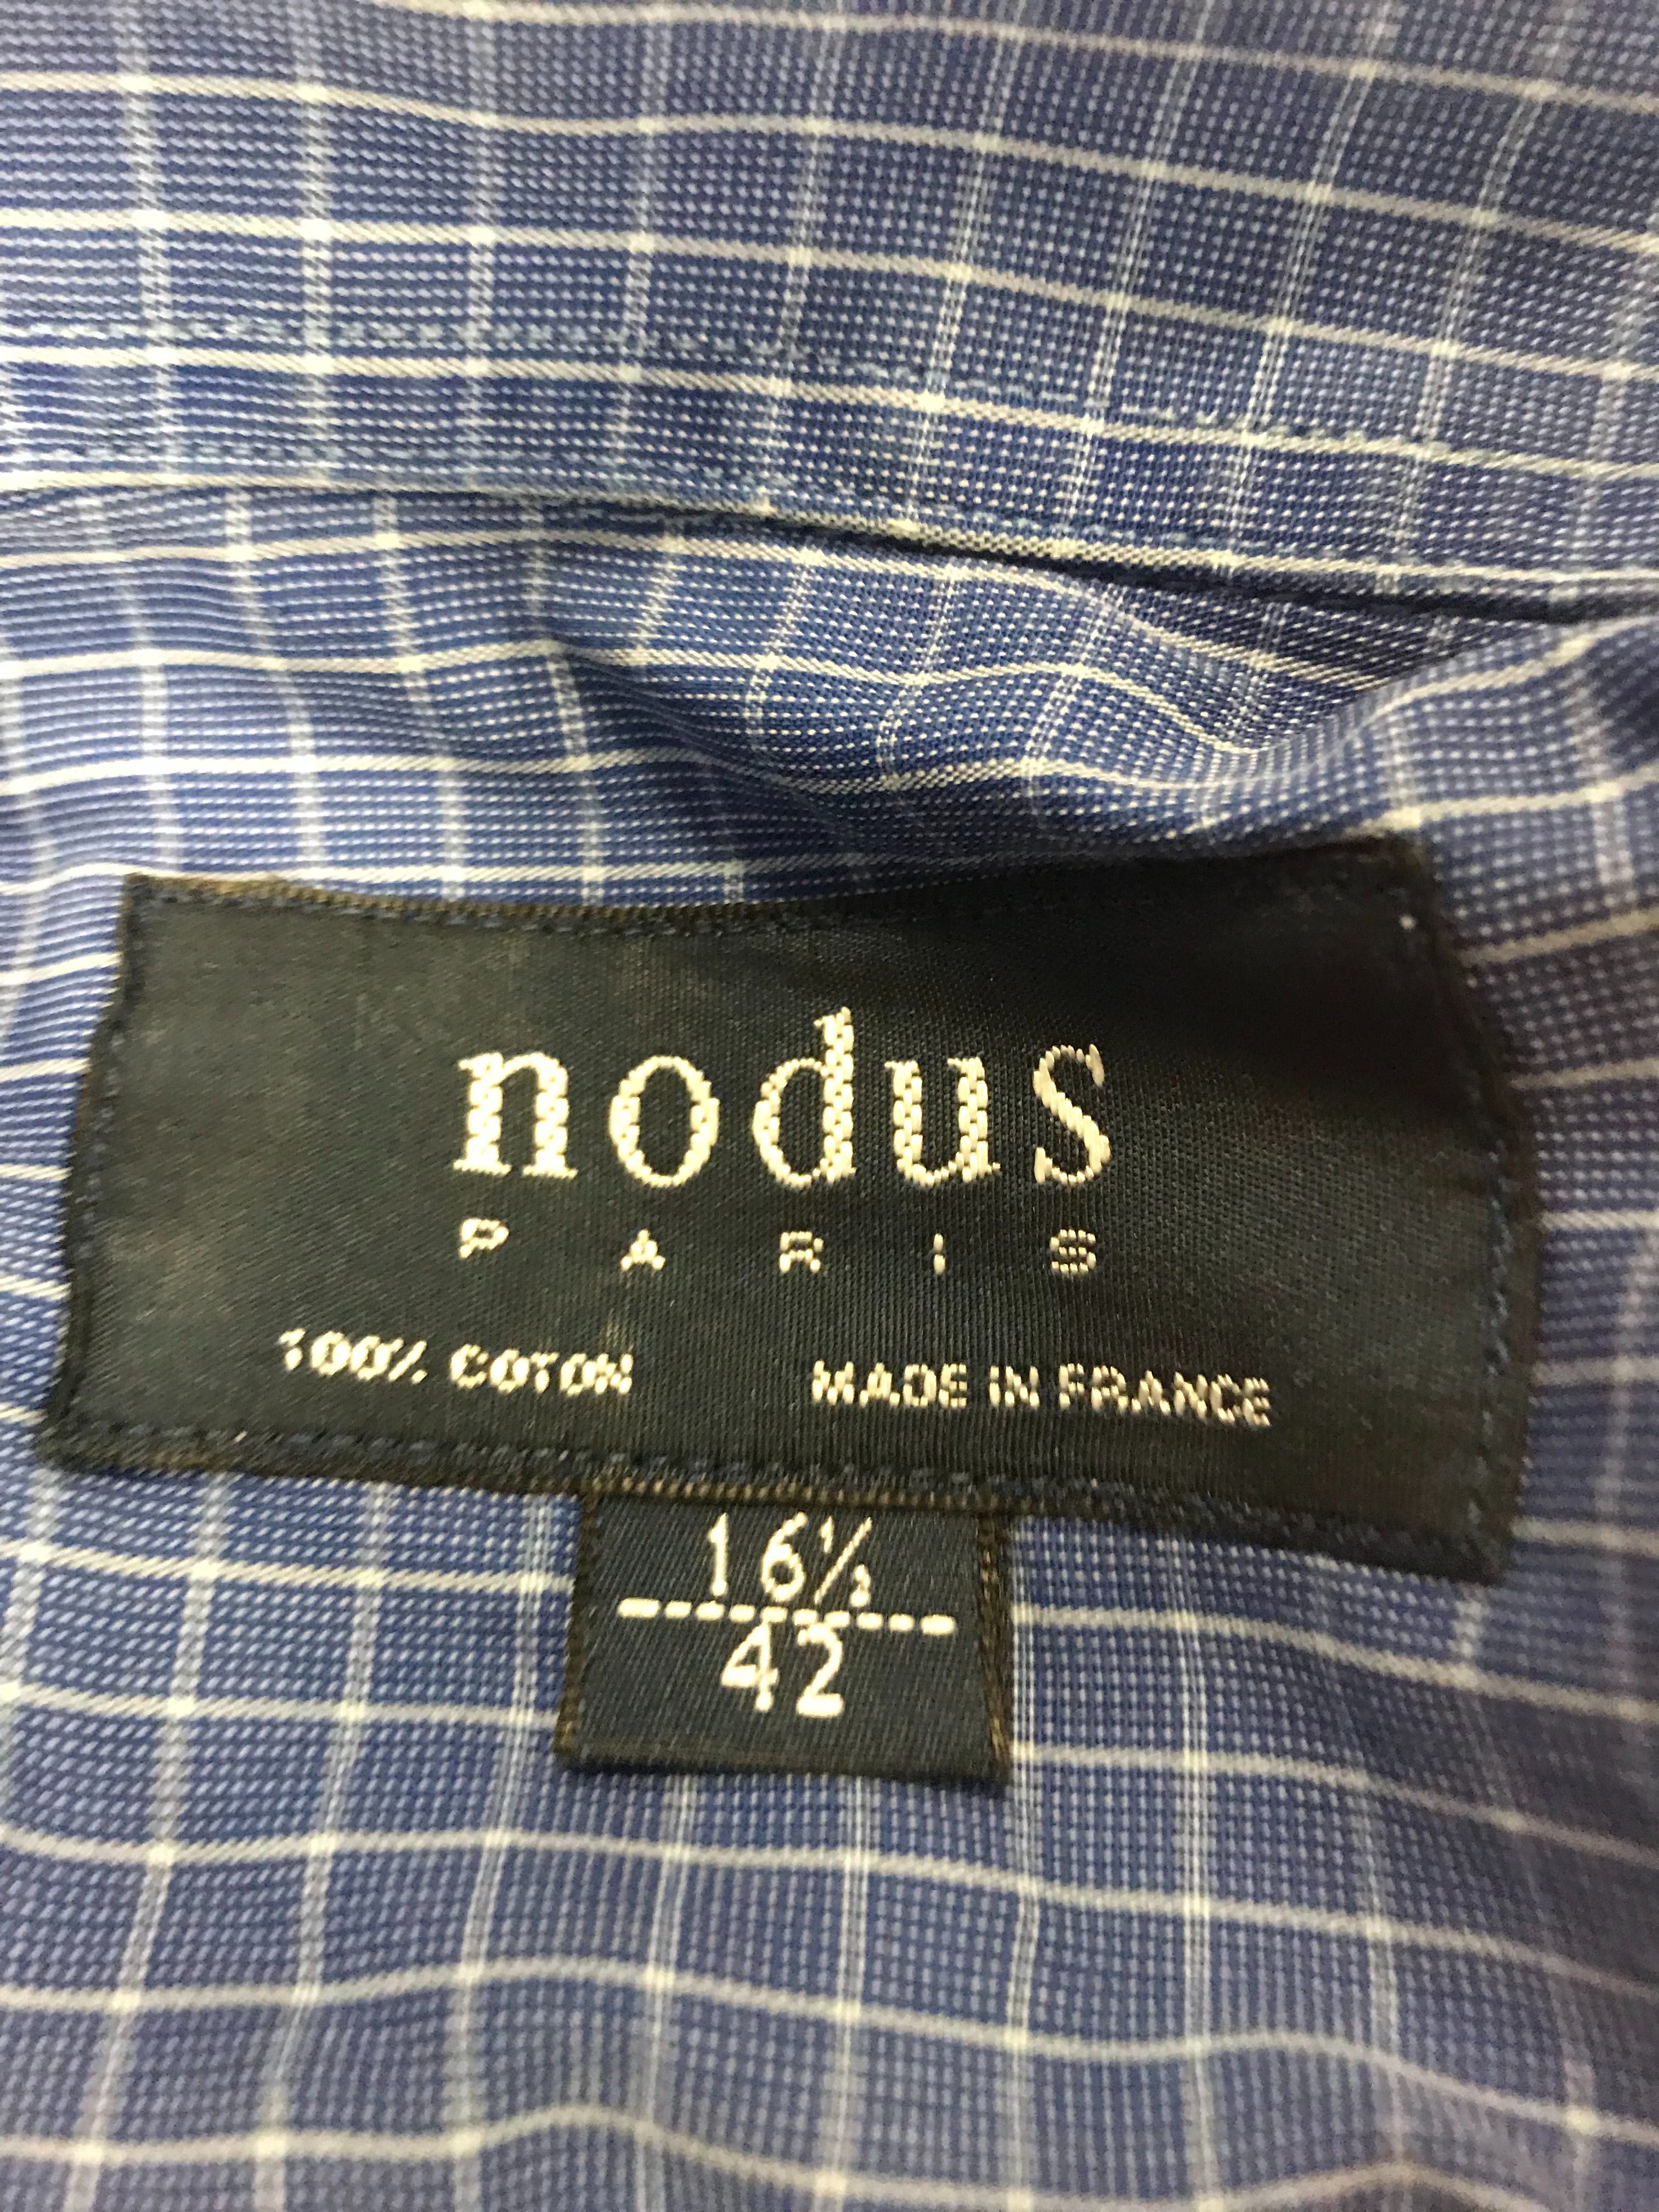 nodus
PARIS
100% COTON MADE IN FRANCE
16½
42